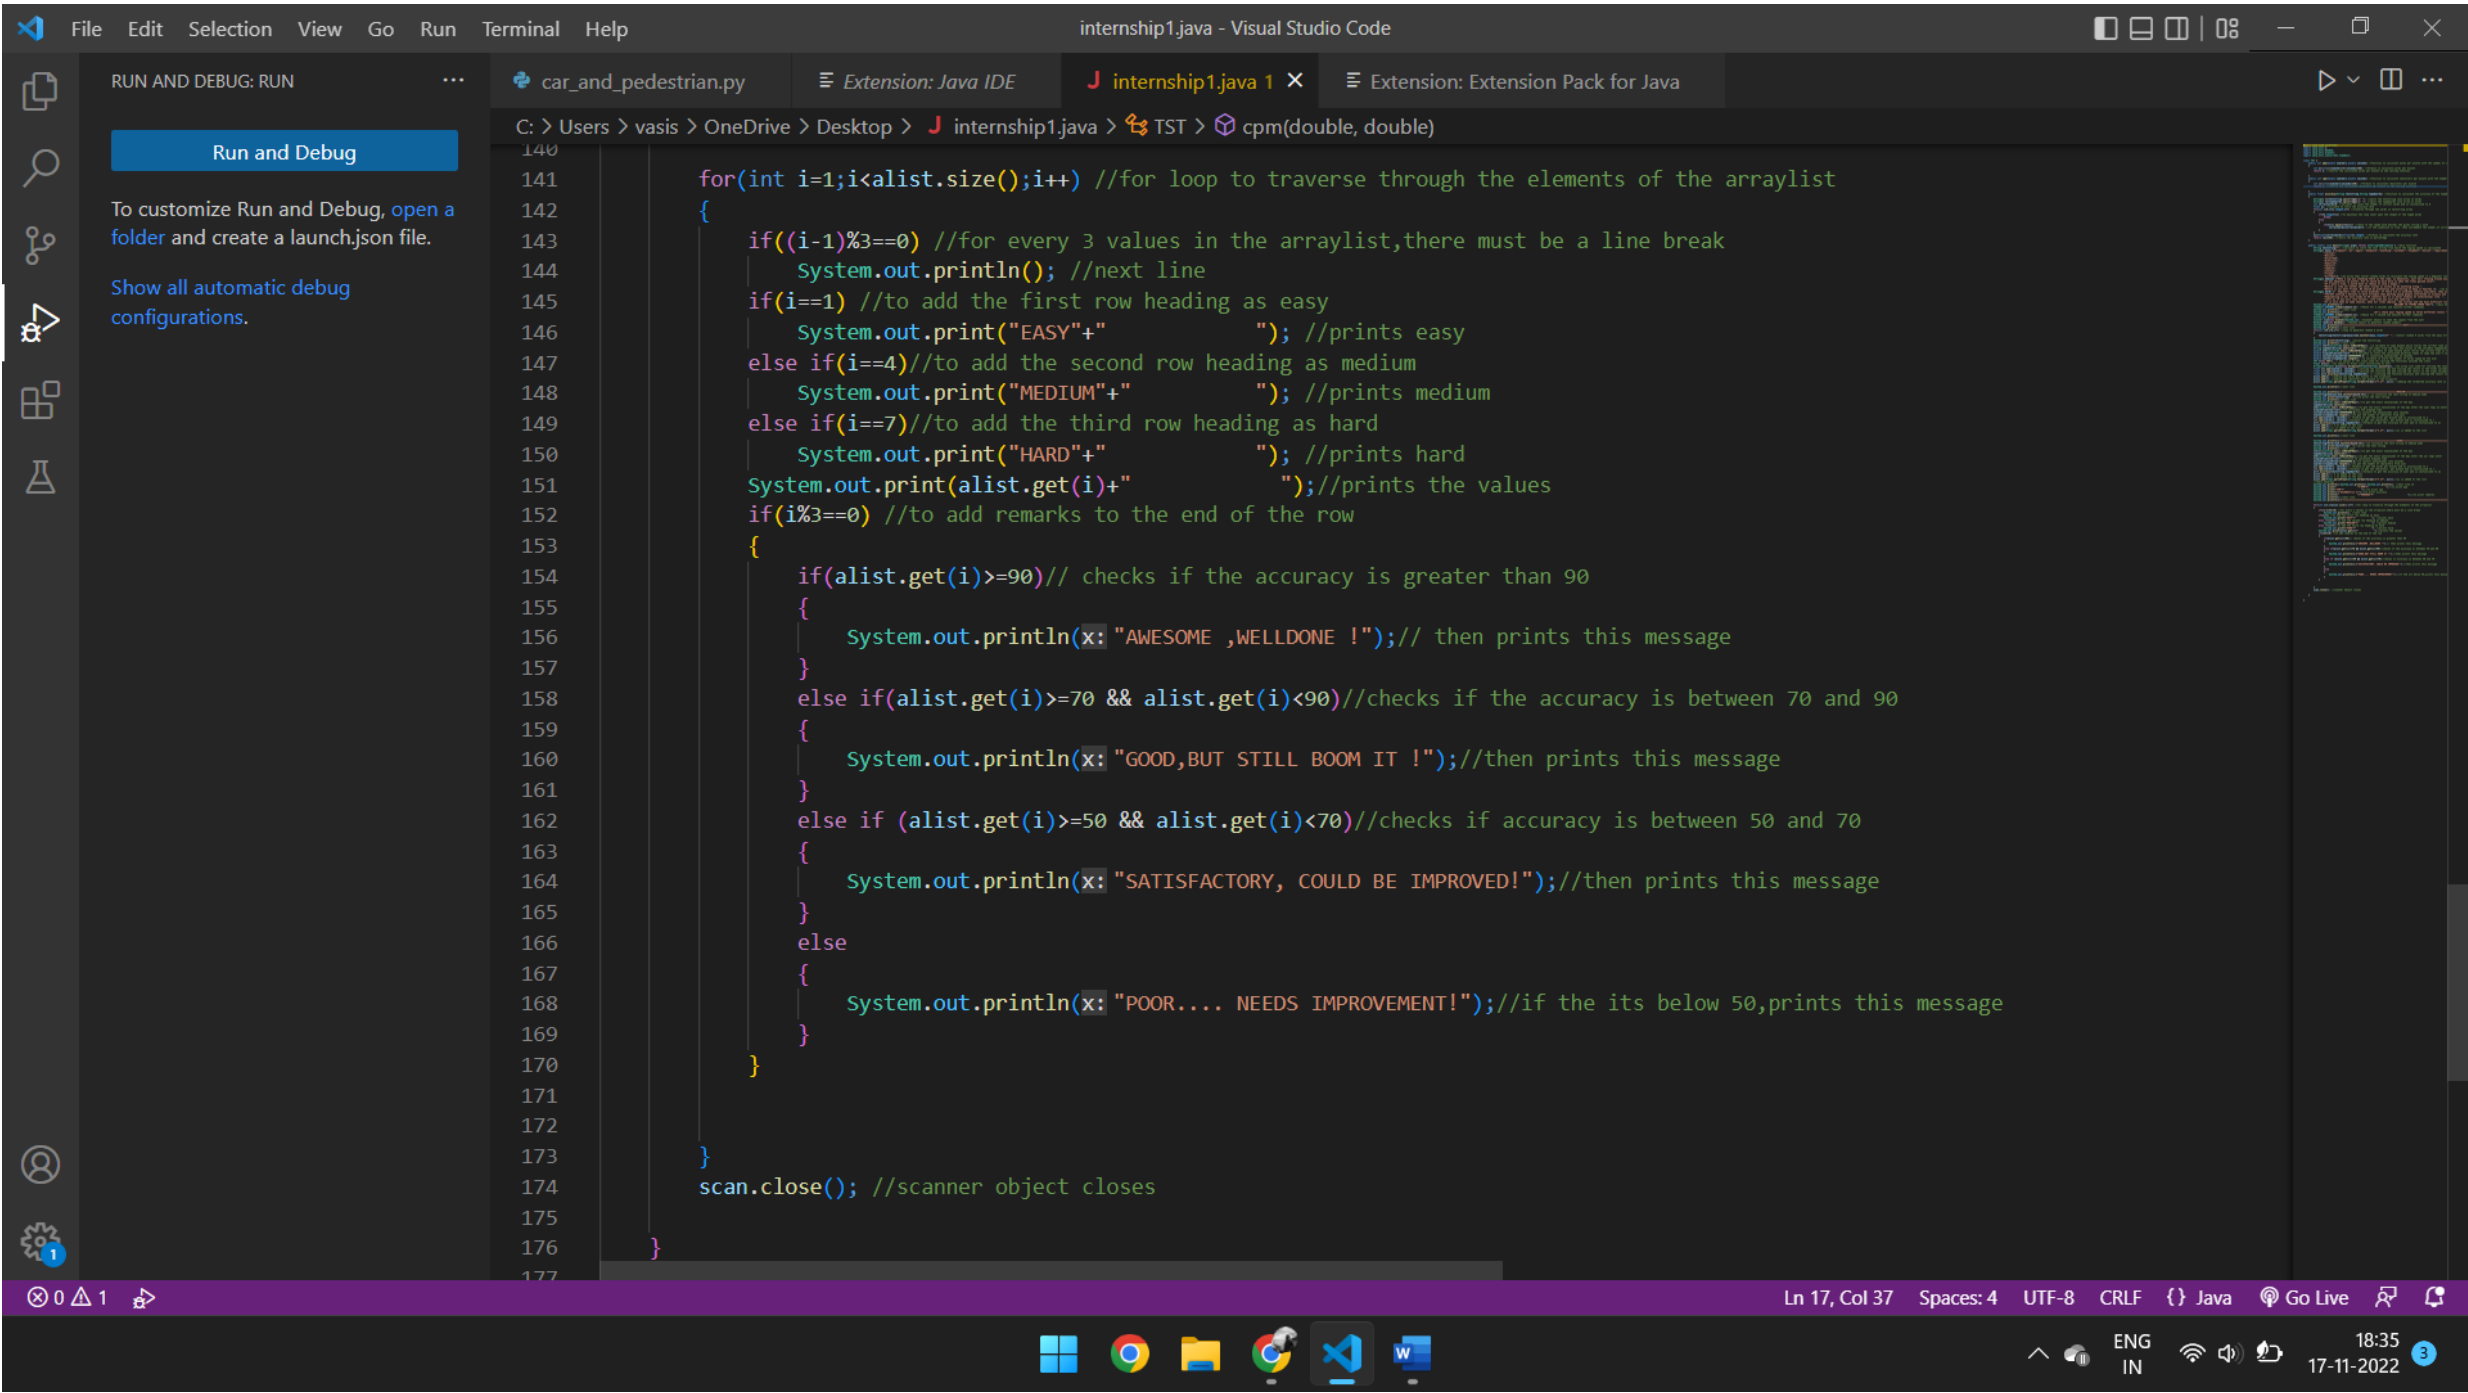 File Edit Selection View Go Run Terminal Help
internship1.java - Visual Studio Code
RUN AND DEBUG: RUN
car_and_pedestrian.py
Extension: Java IDE
internship1.java 1
Extension: Extension Pack for Java
C: > Users > vasis > OneDrive > Desktop > internship1.java > TST > cpm(double, double)
Run and Debug
To customize Run and Debug, open a
folder and create a launch.json file.
Show all automatic debug
configurations.
140
141 for(int i=1;i<alist.size();i++) //for loop to traverse through the elements of the arraylist
142 {
143 if((i-1)%3==0) //for every 3 values in the arraylist,there must be a line break
144 System.out.println(); //next line
145 if(i==1) //to add the first row heading as easy
146 System.out.print("EASY"+"            "); //prints easy
147 else if(i==4)//to add the second row heading as medium
148 System.out.print("MEDIUM"+"          "); //prints medium
149 else if(i==7)//to add the third row heading as hard
150 System.out.print("HARD"+"            "); //prints hard
151 System.out.print(alist.get(i)+"            ");//prints the values
152 if(i%3==0) //to add remarks to the end of the row
153 {
154 if(alist.get(i)>=90)// checks if the accuracy is greater than 90
155 {
156 System.out.println(x: "AWESOME ,WELLDONE !");// then prints this message
157 }
158 else if(alist.get(i)>=70 && alist.get(i)<90)//checks if the accuracy is between 70 and 90
159 {
160 System.out.println(x: "GOOD,BUT STILL BOOM IT !");//then prints this message
161 }
162 else if (alist.get(i)>=50 && alist.get(i)<70)//checks if accuracy is between 50 and 70
163 {
164 System.out.println(x: "SATISFACTORY, COULD BE IMPROVED!");//then prints this message
165 }
166 else
167 {
168 System.out.println(x: "POOR.... NEEDS IMPROVEMENT!");//if the its below 50,prints this message
169 }
170 }
171
172
173 }
174 scan.close(); //scanner object closes
175
176 }
177
1
0 1
Ln 17, Col 37 Spaces: 4 UTF-8 CRLF {} Java Go Live
W
ENG
IN
18:35
17-11-2022
3